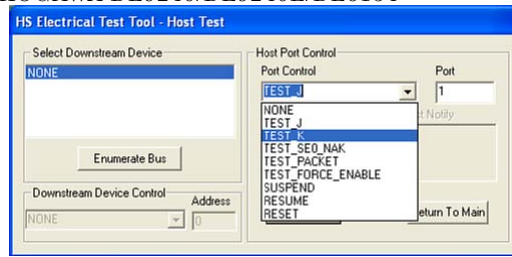 HS Electrical Test Tool - Host Test
Select Downstream Device
NONE
Enumerate Bus
Downstream Device Control
Address
NONE
0
Host Port Control
Port Control
Port
TEST_J
1
NONE
TEST_J
TEST_K
TEST_SE0_NAK
TEST_PACKET
TEST_FORCE_ENABLE
SUSPEND
RESUME
RESET
Notify
eturn To Main